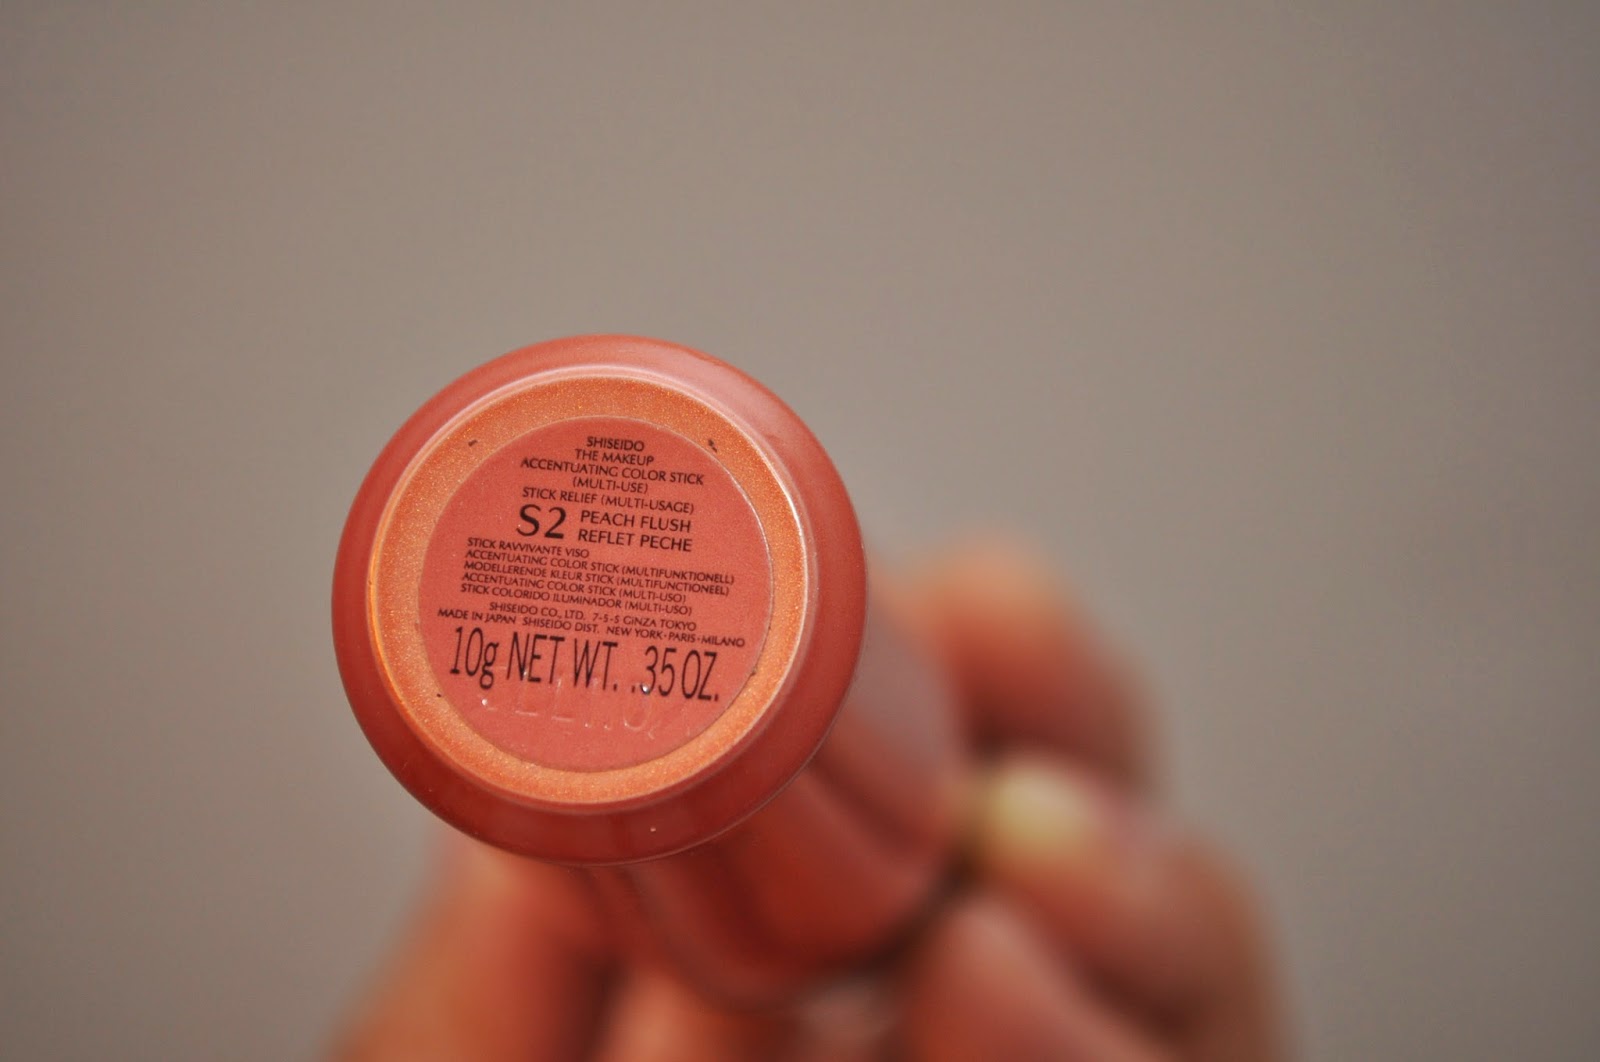 SHISEIDO
THE MAKEUP
ACCENTUATING COLOR STICK
(MULTI-USE)
STICK RELIEF (MULTI-USAGE)
S2 PEACH FLUSH
REFLET PECHE
STICK RAVVIVANTE VISO
ACCENTUATING COLOR STICK (MULTIFUNKTIONELL)
MODELLERENDE KLEUR STICK (MULTIFUNCTIONEEL)
ACCENTUATING COLOR STICK (MULTI-USO)
STICK COLORIDO ILUMINADOR (MULTI-USO)
SHISEIDO CO., LTD. 7-5-5 GINZA TOKYO
MADE IN JAPAN SHISEIDO DIST. NEW YORK·PARIS·MILANO
10g NET WT. .35 OZ.